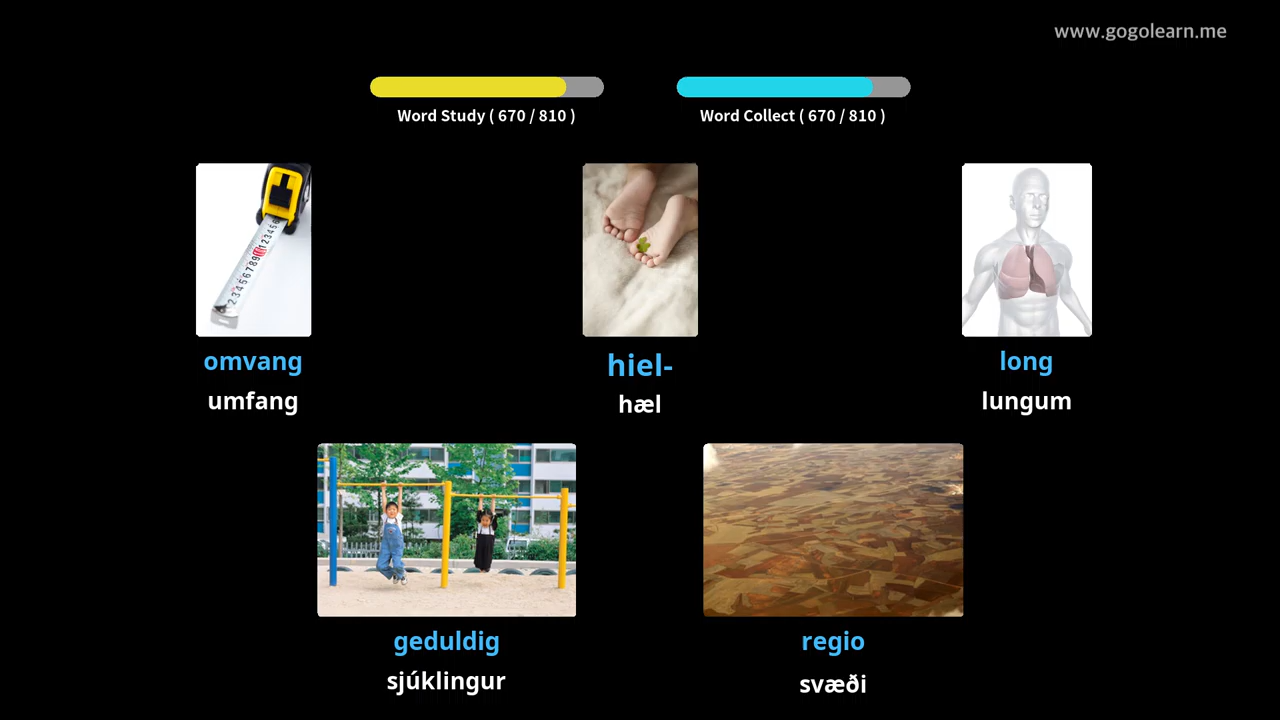 www.gogolearn.me
Word Study ( 670 / 810 )
Word Collect ( 670 / 810 )
omvang
umfang
hiel-
hæl
long
lungum
geduldig
sjúklingur
regio
svæði